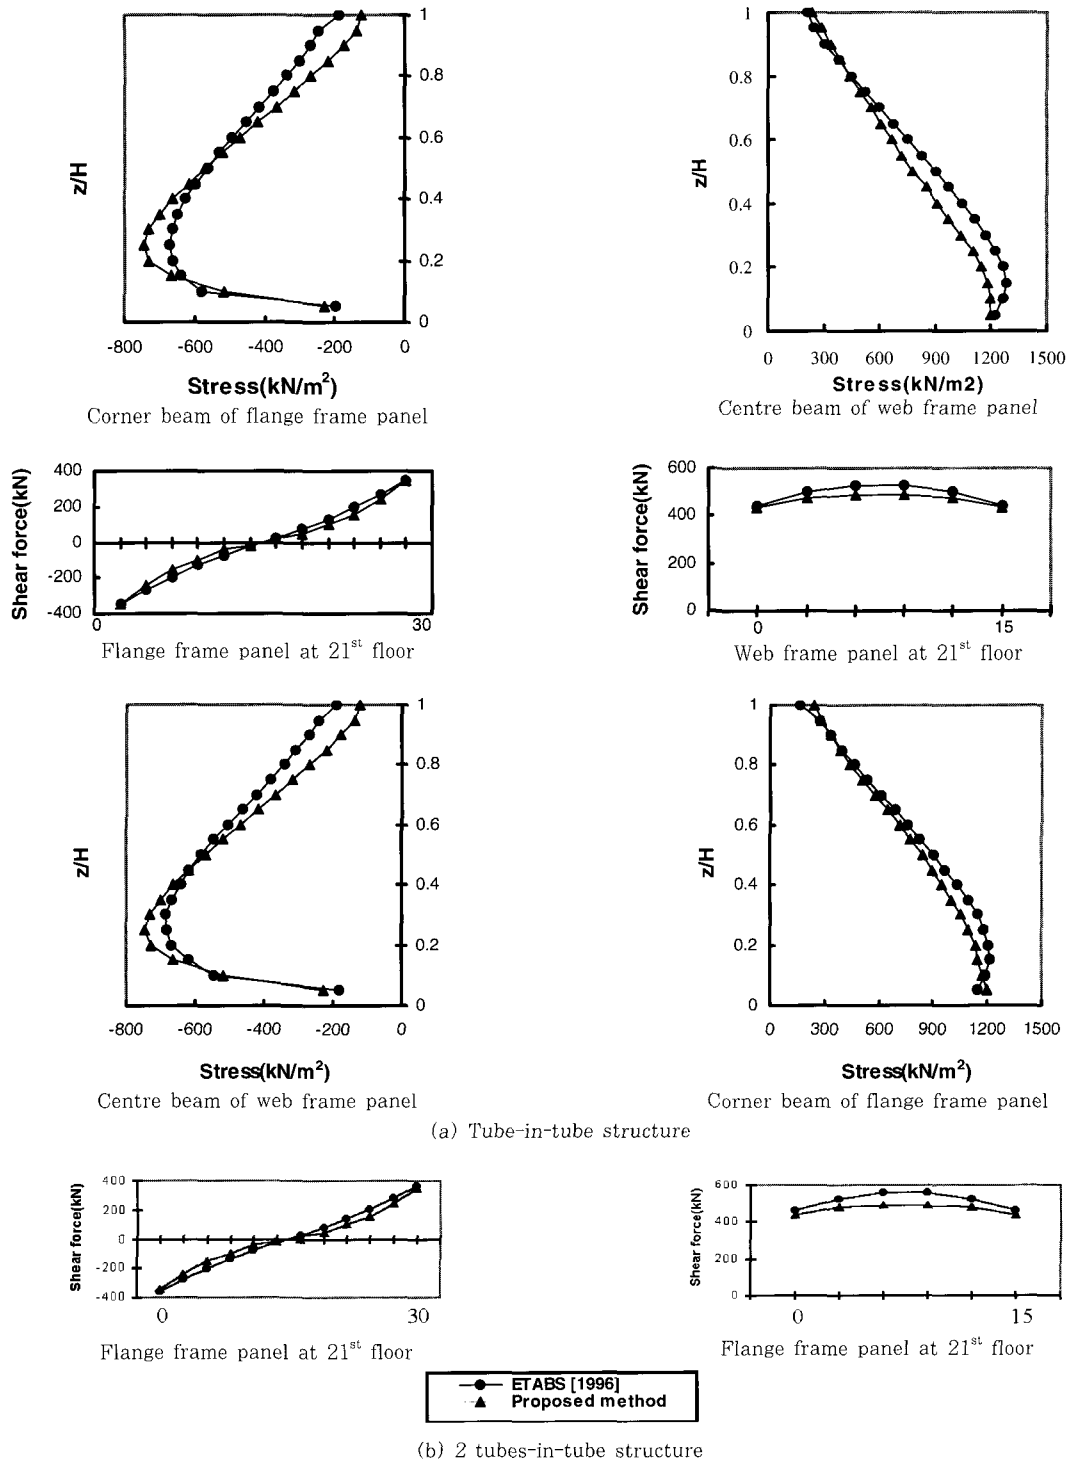 1
0.8
0.6
0.4
0.2
0
z/H
-800 -600 -400 -200 0
Stress(kN/m²)
Corner beam of flange frame panel
1
0.8
0.6
0.4
0.2
0
z/H
0 300 600 900 1200 1500
Stress(kN/m2)
Centre beam of web frame panel
Shear force(kN)
400
200
0
-200
-400
0 30
Flange frame panel at 21st floor
Shear force(kN)
600
400
200
0
0 15
Web frame panel at 21st floor
1
0.8
0.6
0.4
0.2
0
z/H
-800 -600 -400 -200 0
Stress(kN/m²)
Centre beam of web frame panel
1
0.8
0.6
0.4
0.2
0
z/H
0 300 600 900 1200 1500
Stress(kN/m²)
Corner beam of flange frame panel
(a) Tube-in-tube structure
Shear force(kN)
400
200
0
-200
-400
0 30
Flange frame panel at 21st floor
Shear force(kN)
600
400
200
0
0 15
Flange frame panel at 21st floor
ETABS [1996]
Proposed method
(b) 2 tubes-in-tube structure